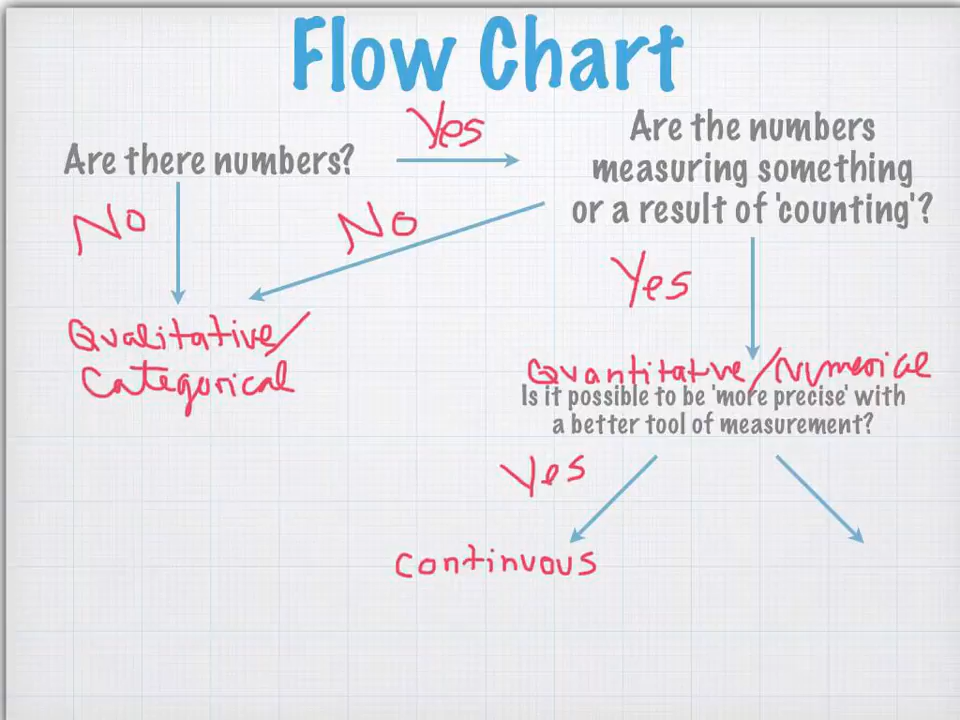 Flow Chart
Are there numbers?
Yes
Are the numbers
measuring something
or a result of 'counting'?
No
No
Yes
Qualitative/
Categorical
Quantitative/Numerical
Is it possible to be 'more precise' with
a better tool of measurement?
Yes
continuous